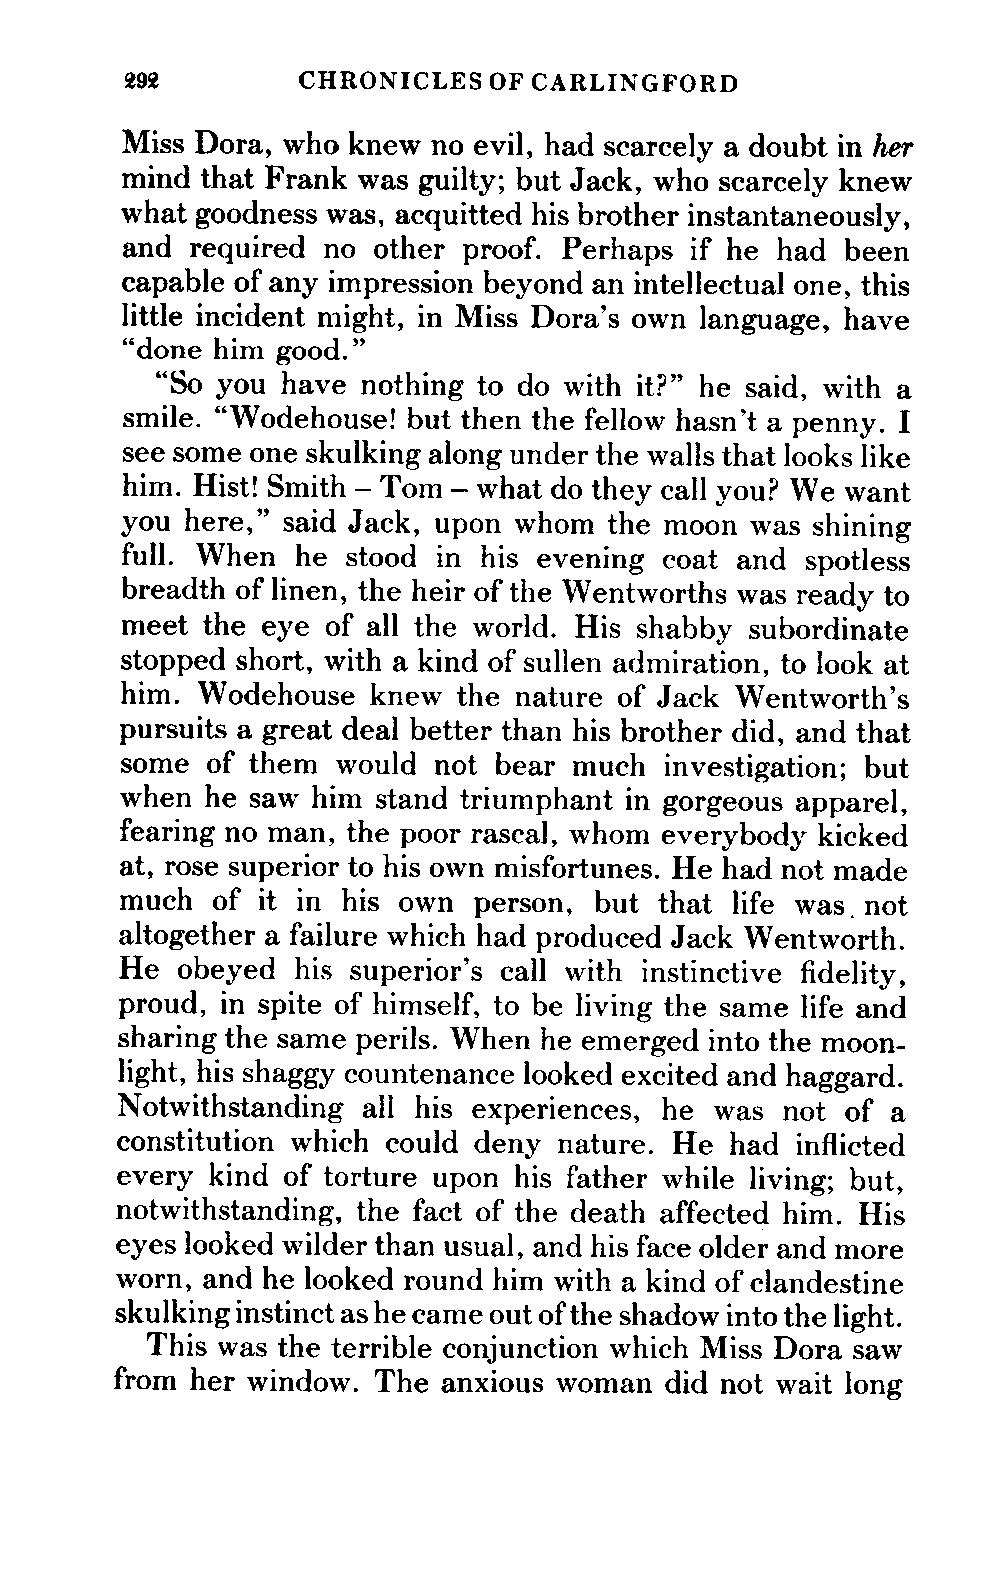 292 CHRONICLES OF CARLINGFORD
Miss Dora, who knew no evil, had scarcely a doubt in her
mind that Frank was guilty; but Jack, who scarcely knew
what goodness was, acquitted his brother instantaneously,
and required no other proof. Perhaps if he had been
capable of any impression beyond an intellectual one, this
little incident might, in Miss Dora's own language, have
“done him good.”
“So you have nothing to do with it?” he said, with a
smile. “Wodehouse! but then the fellow hasn't a penny. I
see some one skulking along under the walls that looks like
him. Hist! Smith – Tom – what do they call you? We want
you here,” said Jack, upon whom the moon was shining
full. When he stood in his evening coat and spotless
breadth of linen, the heir of the Wentworths was ready to
meet the eye of all the world. His shabby subordinate
stopped short, with a kind of sullen admiration, to look at
him. Wodehouse knew the nature of Jack Wentworth's
pursuits a great deal better than his brother did, and that
some of them would not bear much investigation; but
when he saw him stand triumphant in gorgeous apparel,
fearing no man, the poor rascal, whom everybody kicked
at, rose superior to his own misfortunes. He had not made
much of it in his own person, but that life was. not
altogether a failure which had produced Jack Wentworth.
He obeyed his superior's call with instinctive fidelity,
proud, in spite of himself, to be living the same life and
sharing the same perils. When he emerged into the moon-
light, his shaggy countenance looked excited and haggard.
Notwithstanding all his experiences, he was not of a
constitution which could deny nature. He had inflicted
every kind of torture upon his father while living; but,
notwithstanding, the fact of the death affected him. His
eyes looked wilder than usual, and his face older and more
worn, and he looked round him with a kind of clandestine
skulking instinct as he came out of the shadow into the light.
This was the terrible conjunction which Miss Dora saw
from her window. The anxious woman did not wait long